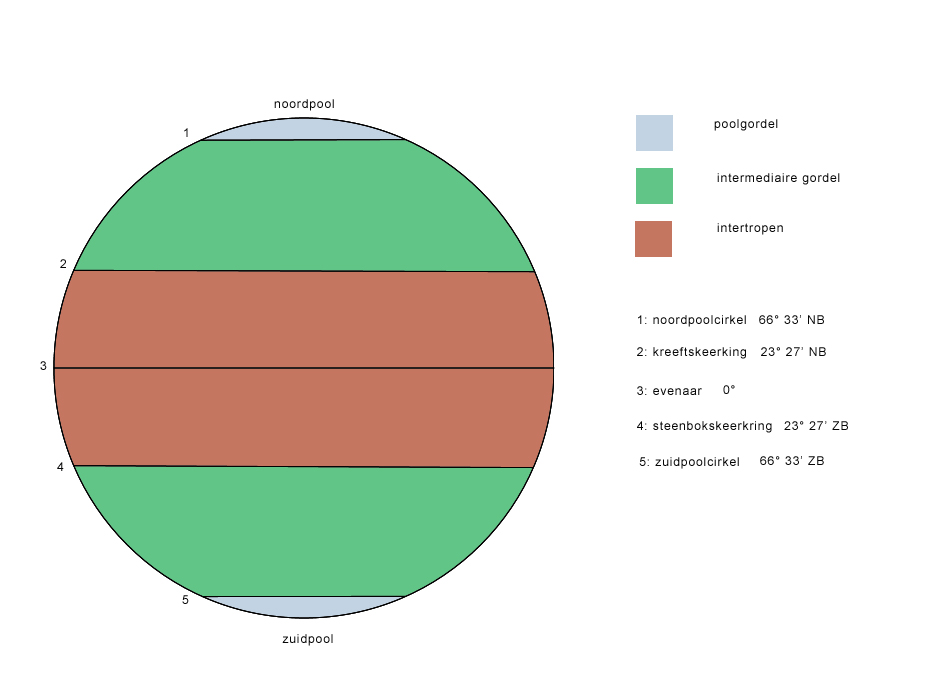 noordpool
1
2
3
4
5
zuidpool
poolgordel
intermediaire gordel
intertropen
1: noordpoolcirkel 66° 33' NB
2: kreeftskeerking 23° 27' NB
3: evenaar 0°
4: steenbokskeerkring 23° 27' ZB
5: zuidpoolcirkel 66° 33' ZB